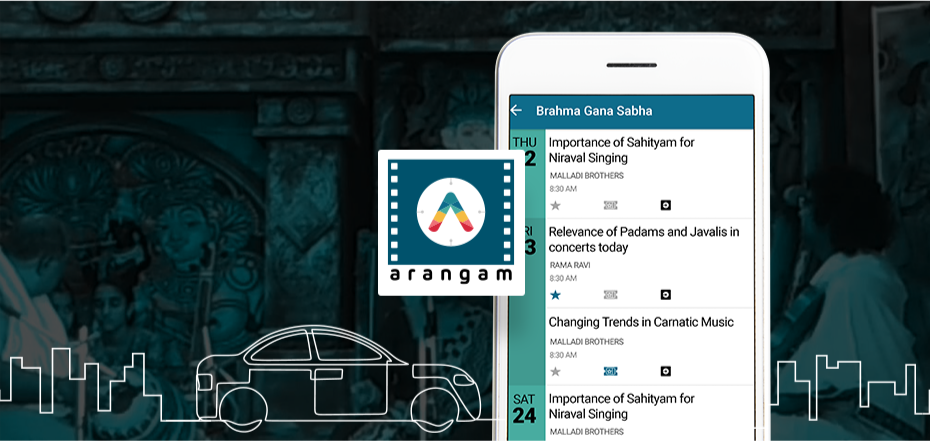 Brahma Gana Sabha
THU
2
Importance of Sahityam for
Niraval Singing
MALLADI BROTHERS
8:30 AM
RI
3
Relevance of Padams and Javalis in
concerts today
RAMA RAVI
8:30 AM
arangam
Changing Trends in Carnatic Music
MALLADI BROTHERS
8:30 AM
SAT
24
Importance of Sahityam for
Niraval Singing
MALLADI BROTHERS